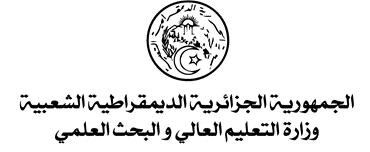 الجمهورية الجزائرية الديمقراطية الشعبية
وزارة التعليم العالي و البحث العلمي